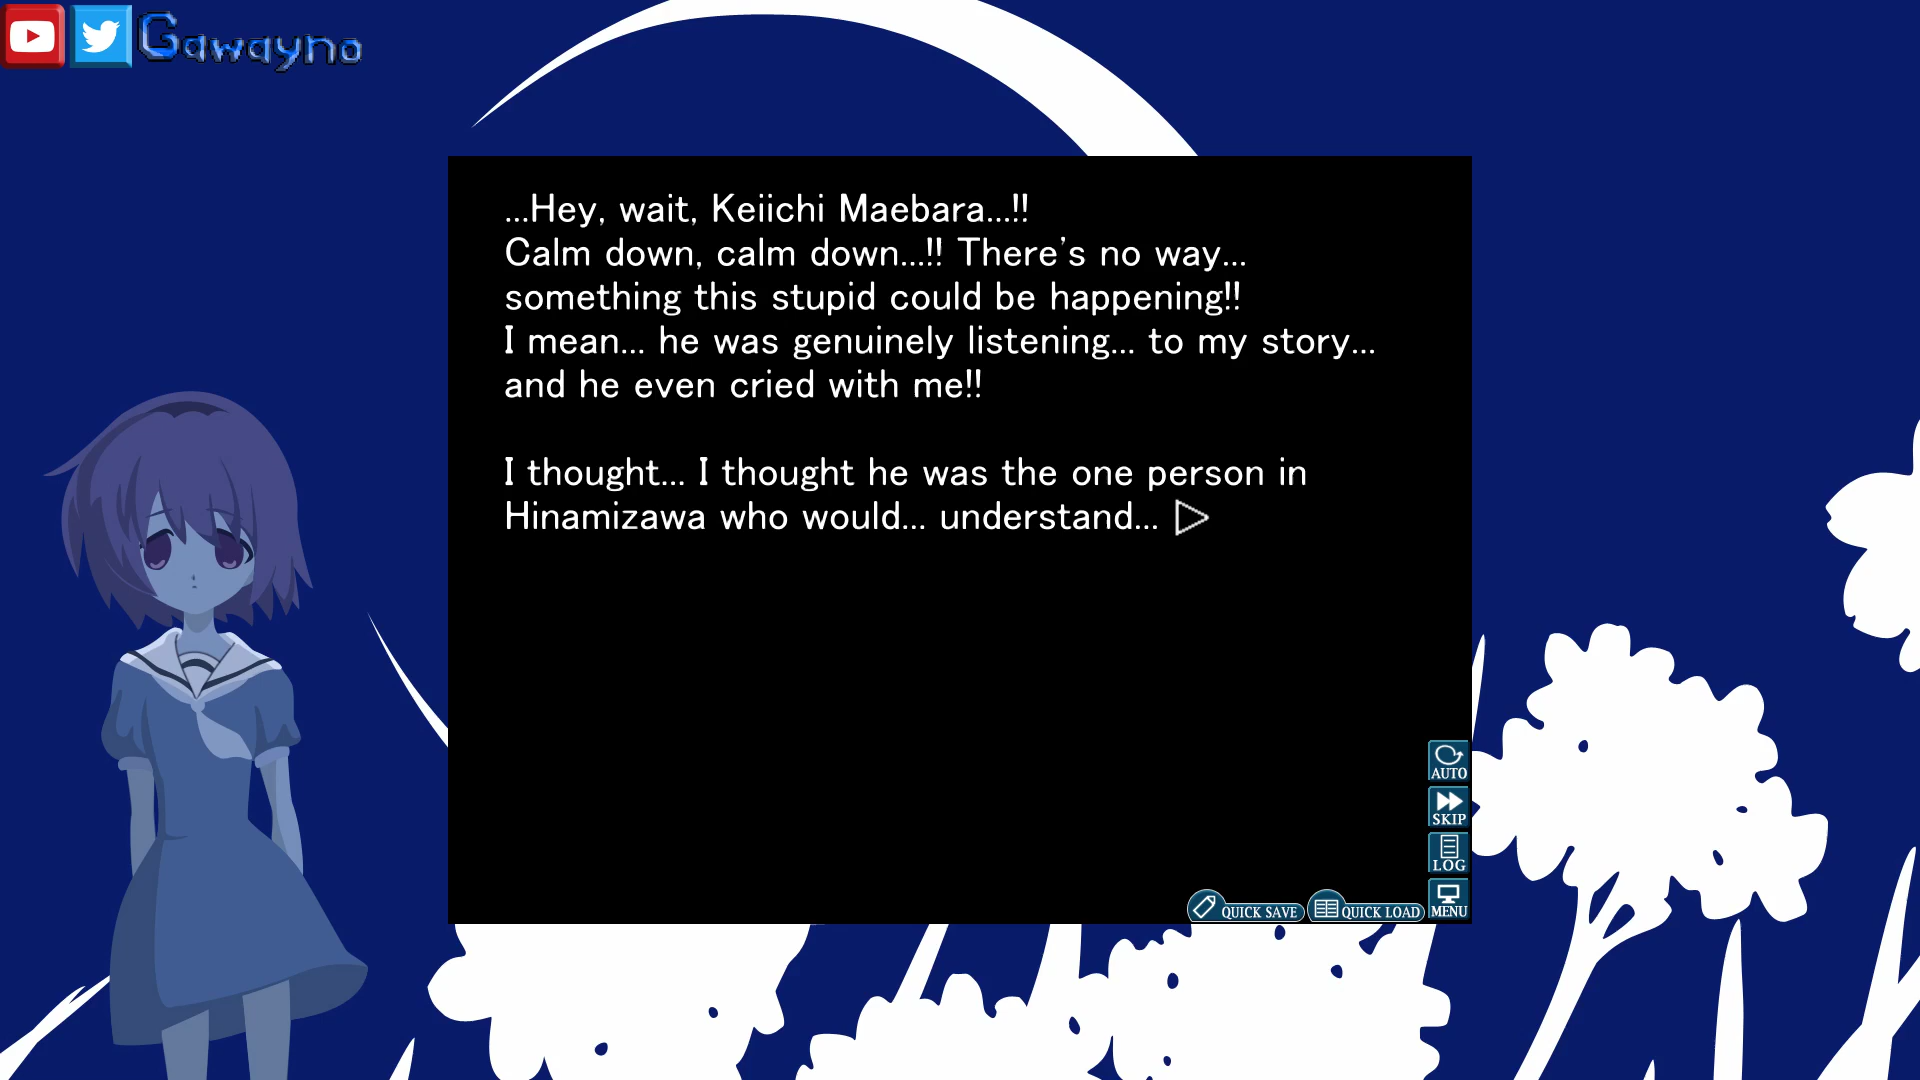 Gawayno
...Hey, wait, Keiichi Maebara...!!
Calm down, calm down...!! There's no way...
something this stupid could be happening!!
I mean... he was genuinely listening... to my story...
and he even cried with me!!
I thought... I thought he was the one person in
Hinamizawa who would... understand...
AUTO
SKIP
LOG
MENU
QUICK SAVE
QUICK LOAD